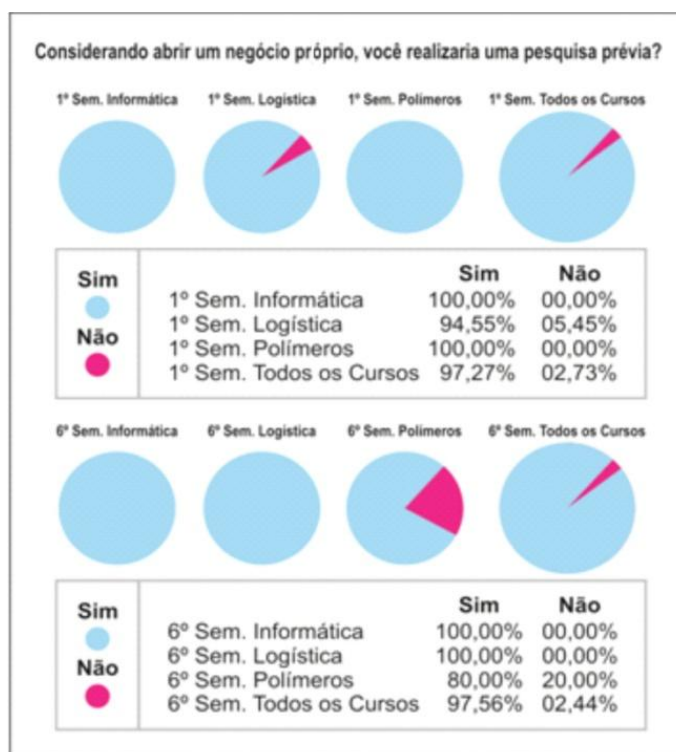 Considerando abrir um negócio próprio, você realizaria uma pesquisa prévia?
1º Sem. Informática 1º Sem. Logística 1º Sem. Polímeros 1º Sem. Todos os Cursos
Sim Não
Sim
1º Sem. Informática 100,00% 00,00%
1º Sem. Logística 94,55% 05,45%
Não
1º Sem. Polímeros 100,00% 00,00%
1º Sem. Todos os Cursos 97,27% 02,73%
6º Sem. Informática 6º Sem. Logística 6º Sem. Polímeros 6º Sem. Todos os Cursos
Sim Não
Sim
6º Sem. Informática 100,00% 00,00%
6º Sem. Logística 100,00% 00,00%
Não
6º Sem. Polímeros 80,00% 20,00%
6º Sem. Todos os Cursos 97,56% 02,44%